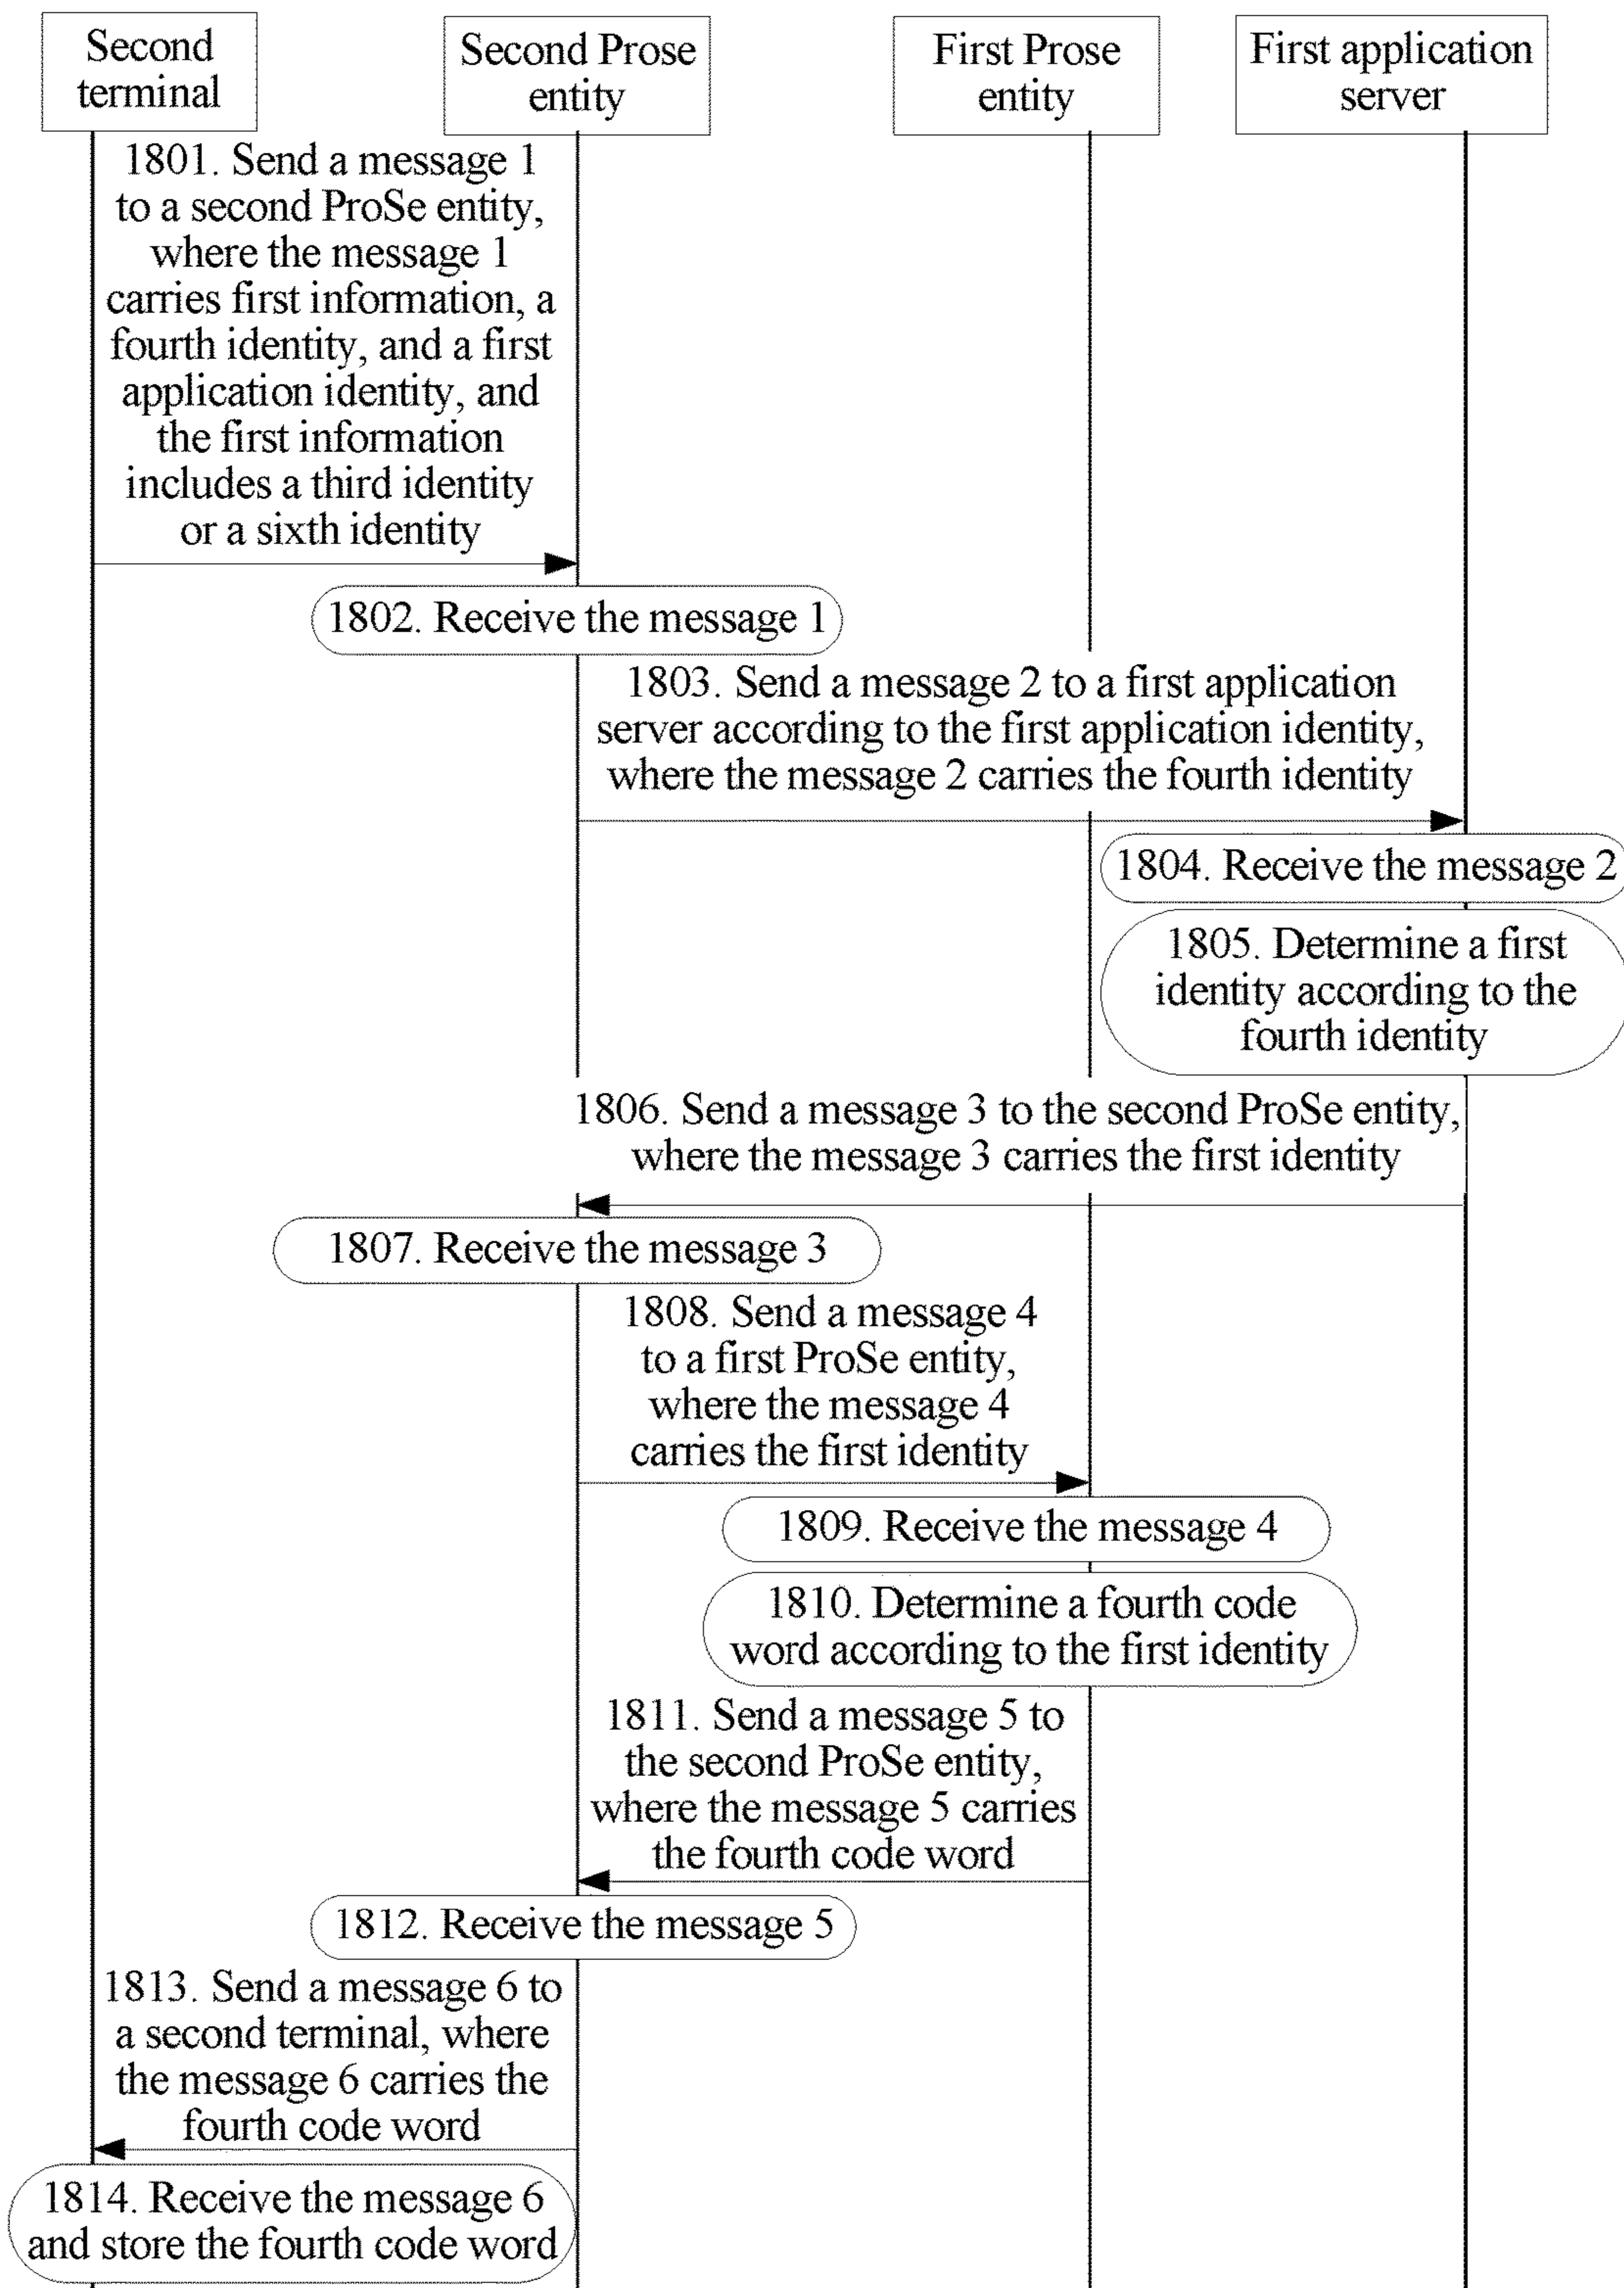 Second
terminal
Second Prose
entity
First Prose
entity
First application
server
1801. Send a message 1
to a second ProSe entity,
where the message 1
carries first information, a
fourth identity, and a first
application identity, and
the first information
includes a third identity
or a sixth identity
1802. Receive the message 1
1803. Send a message 2 to a first application
server according to the first application identity,
where the message 2 carries the fourth identity
1804. Receive the message 2
1805. Determine a first
identity according to the
fourth identity
1806. Send a message 3 to the second ProSe entity,
where the message 3 carries the first identity
1807. Receive the message 3
1808. Send a message 4
to a first ProSe entity,
where the message 4
carries the first identity
1809. Receive the message 4
1810. Determine a fourth code
word according to the first identity
1811. Send a message 5 to
the second ProSe entity,
where the message 5 carries
the fourth code word
1812. Receive the message 5
1813. Send a message 6 to
a second terminal, where
the message 6 carries the
fourth code word
1814. Receive the message 6
and store the fourth code word